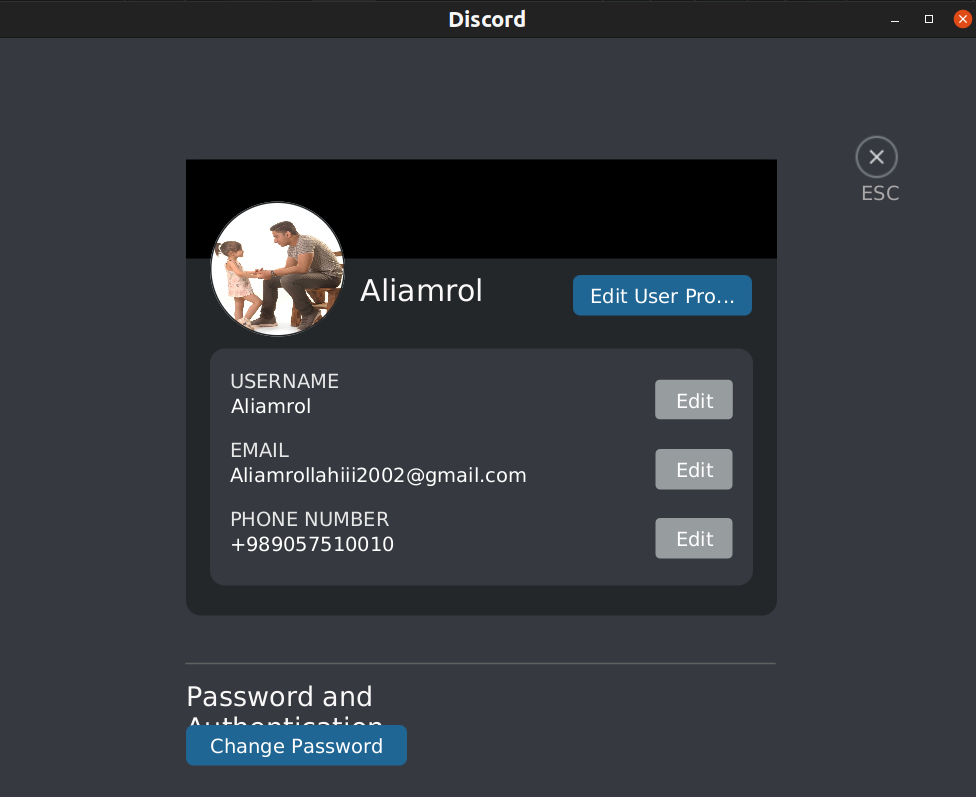 Discord
ESC
Aliamrol
Edit User Pro...
USERNAME
Aliamrol
Edit
EMAIL
Aliamrollahiii2002@gmail.com
Edit
PHONE NUMBER
+989057510010
Edit
Password and
Authentication
Change Password